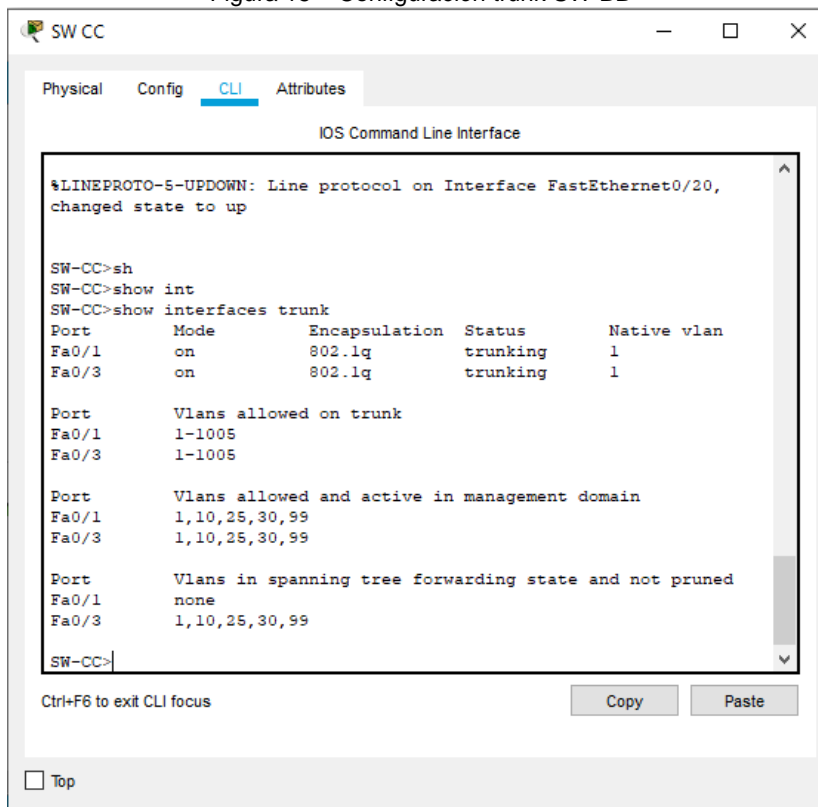 SW CC
Physical Config CLI Attributes
IOS Command Line Interface
%LINEPROTO-5-UPDOWN: Line protocol on Interface FastEthernet0/20,
changed state to up
SW-CC>sh
SW-CC>show int
SW-CC>show interfaces trunk
Port Mode Encapsulation Status Native vlan
Fa0/1 on 802.1q trunking 1
Fa0/3 on 802.1q trunking 1
Port Vlans allowed on trunk
Fa0/1 1-1005
Fa0/3 1-1005
Port Vlans allowed and active in management domain
Fa0/1 1,10,25,30,99
Fa0/3 1,10,25,30,99
Port Vlans in spanning tree forwarding state and not pruned
Fa0/1 none
Fa0/3 1,10,25,30,99
SW-CC>
Ctrl+F6 to exit CLI focus
Copy Paste
Top